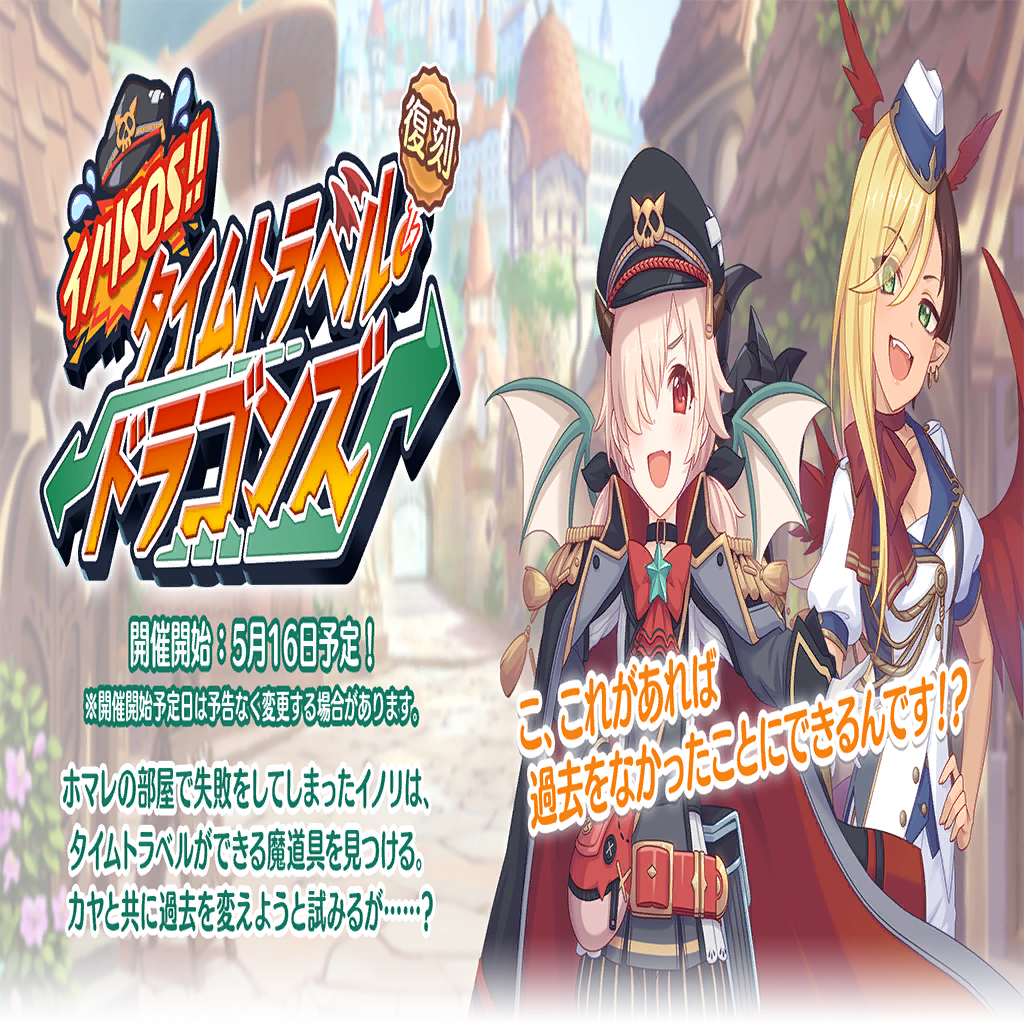 復刻
イノリSOS!!
タイムトラベルと
ドラゴンズ
開催開始：5月16日予定！
※開催開始予定日は予告なく変更する場合があります。
ホマレの部屋で失敗をしてしまったイノリは、
タイムトラベルができる魔道具を見つける。
カヤと共に過去を変えようと試みるが……？
こ、これがあれば
過去をなかったことにできるんです！？